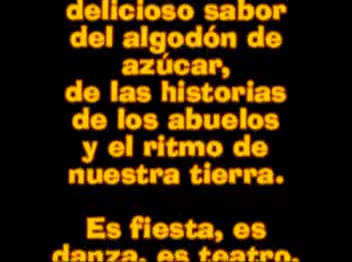 delicioso sabor
del algodón de
azúcar,
de las historias
de los abuelos
y el ritmo de
nuestra tierra.
Es fiesta, es
danza, es teatro,